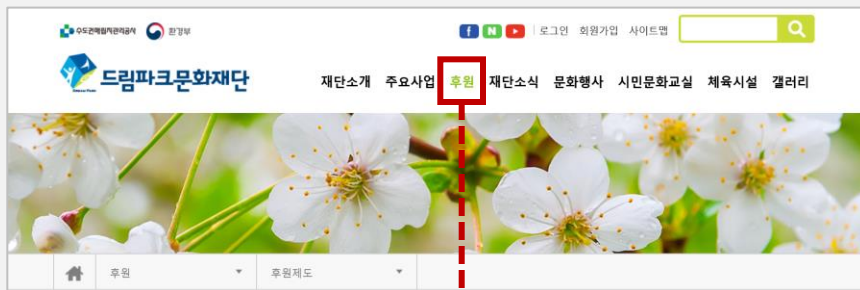 수도권매립지관리공사 환경부 로그인 회원가입 사이트맵
드림파크문화재단 재단소개 주요사업 후원 재단소식 문화행사 시민문화교실 체육시설 갤러리
후원 후원제도